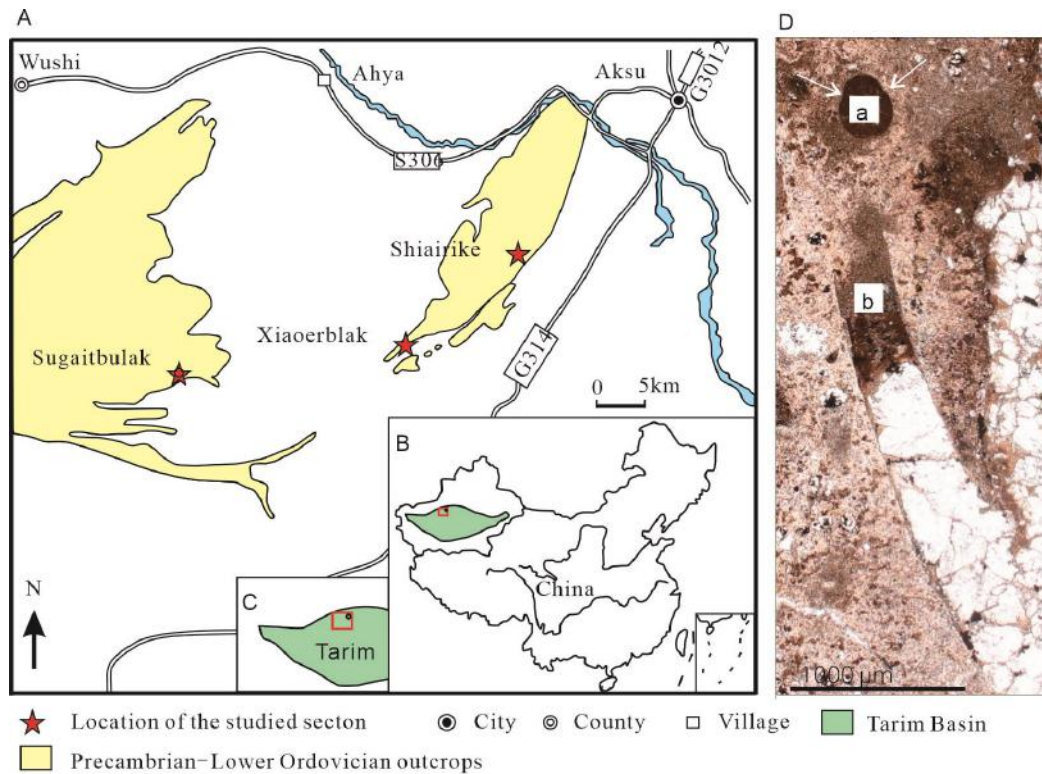 A
D
Wushi
Ahya
Aksu
G3012
S306
a
Shiairike
b
Xiaoerblak
Sugaitbulak
G314
0 5km
B
N
C
China
Tarim
1000 µm
Location of the studied secton
City
County
Village
Tarim Basin
Precambrian-Lower Ordovician outcrops